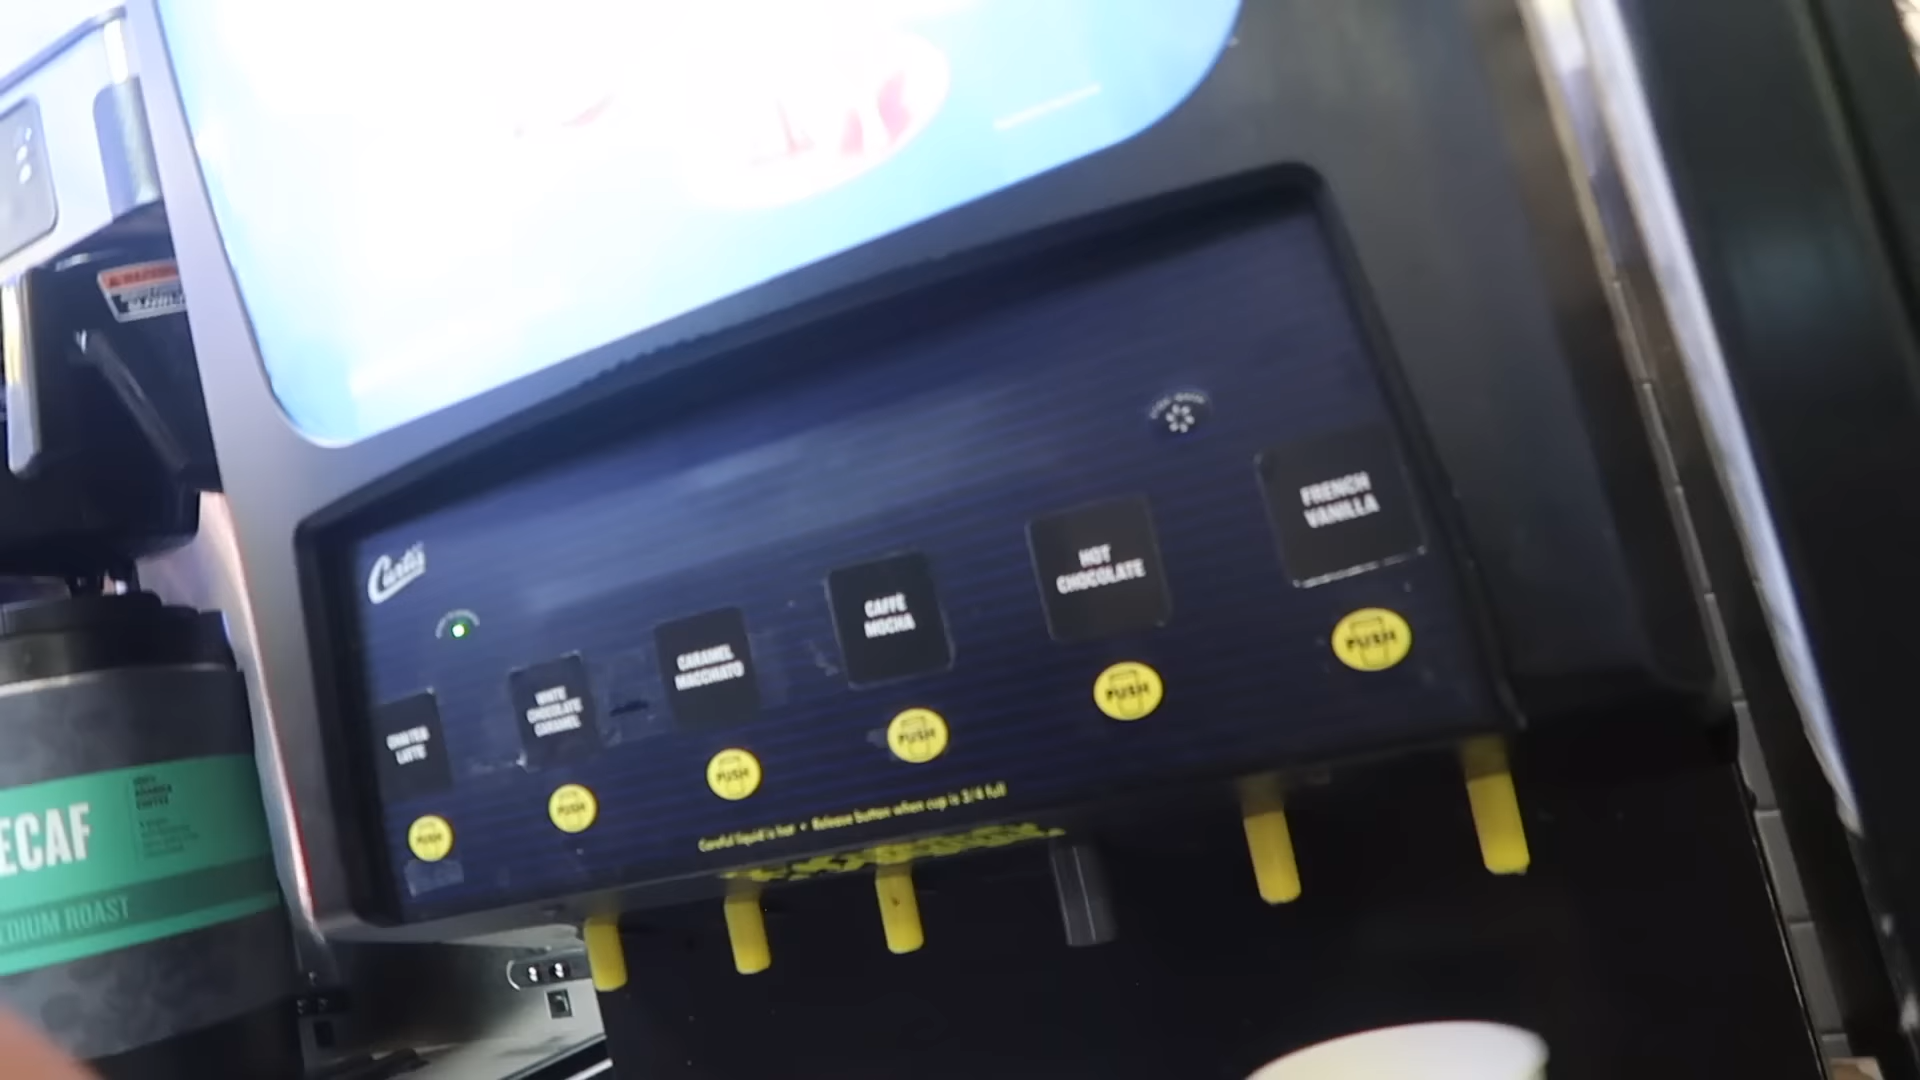 Curtis
CHAI TEA
LATTE
WHITE
CHOCOLATE
CARAMEL
CARAMEL
MACCHIATO
CAFFÈ
MOCHA
HOT
CHOCOLATE
FRENCH
VANILLA
PUSH
PUSH
PUSH
PUSH
PUSH
PUSH
Careful liquid is hot • Release button when cup is 3/4 full
ECAF
EDIUM ROAST